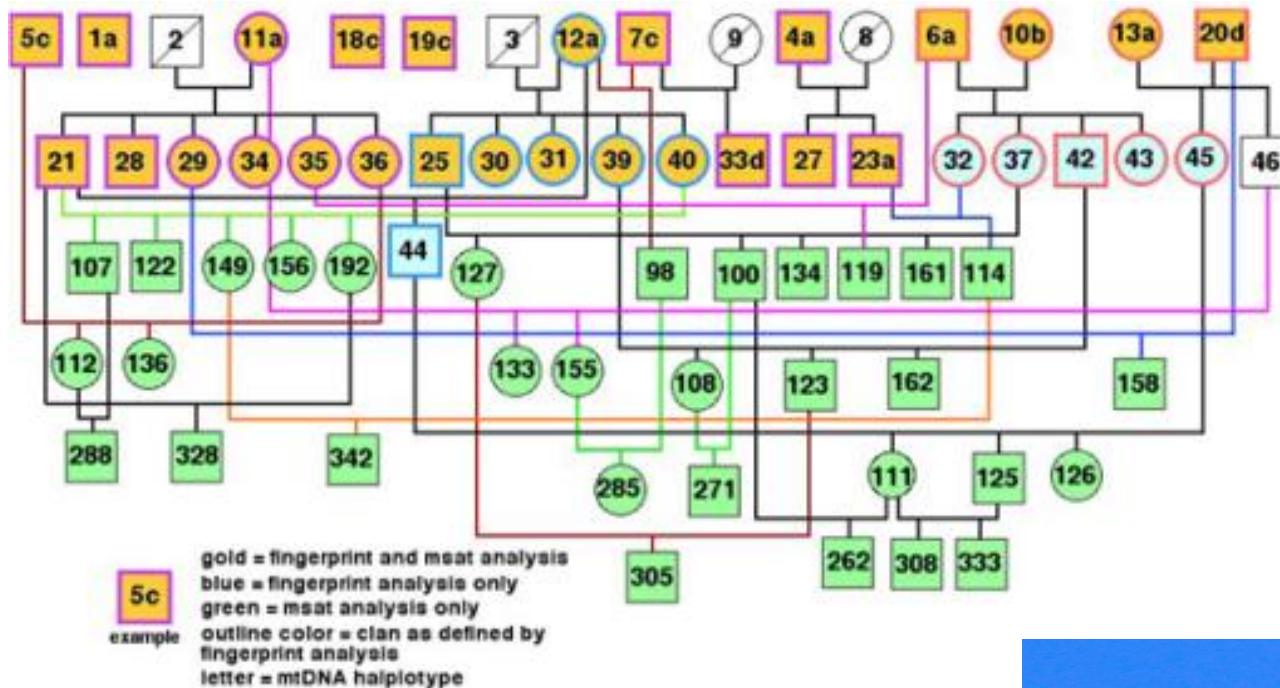 5c 1a 2 11a 18c 19c 3 12a 7c 9 4a 8 6a 10b 13a 20d
21 28 29 34 35 36 25 30 31 39 40 33d 27 23a 32 37 42 43 45 46
107 122 149 156 192 44 127 98 100 134 119 161 114
112 136 133 155 108 123 162 158
288 328 342 285 271 111 125 126
305 262 308 333
gold = fingerprint and msat analysis
blue = fingerprint analysis only
green = msat analysis only
outline color = clan as defined by
fingerprint analysis
letter = mtDNA halplotype
5c
example